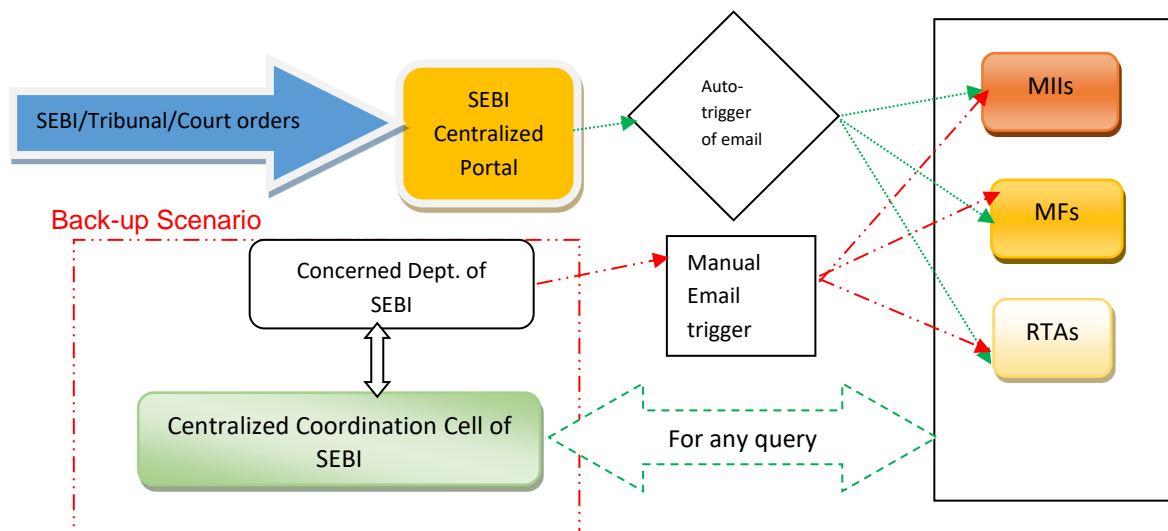 SEBI/Tribunal/Court orders
SEBI
Centralized
Portal
Auto-
trigger
of email
MIIs
MFs
RTAs
Back-up Scenario
Concerned Dept. of
SEBI
Manual
Email
trigger
Centralized Coordination Cell of
SEBI
For any query